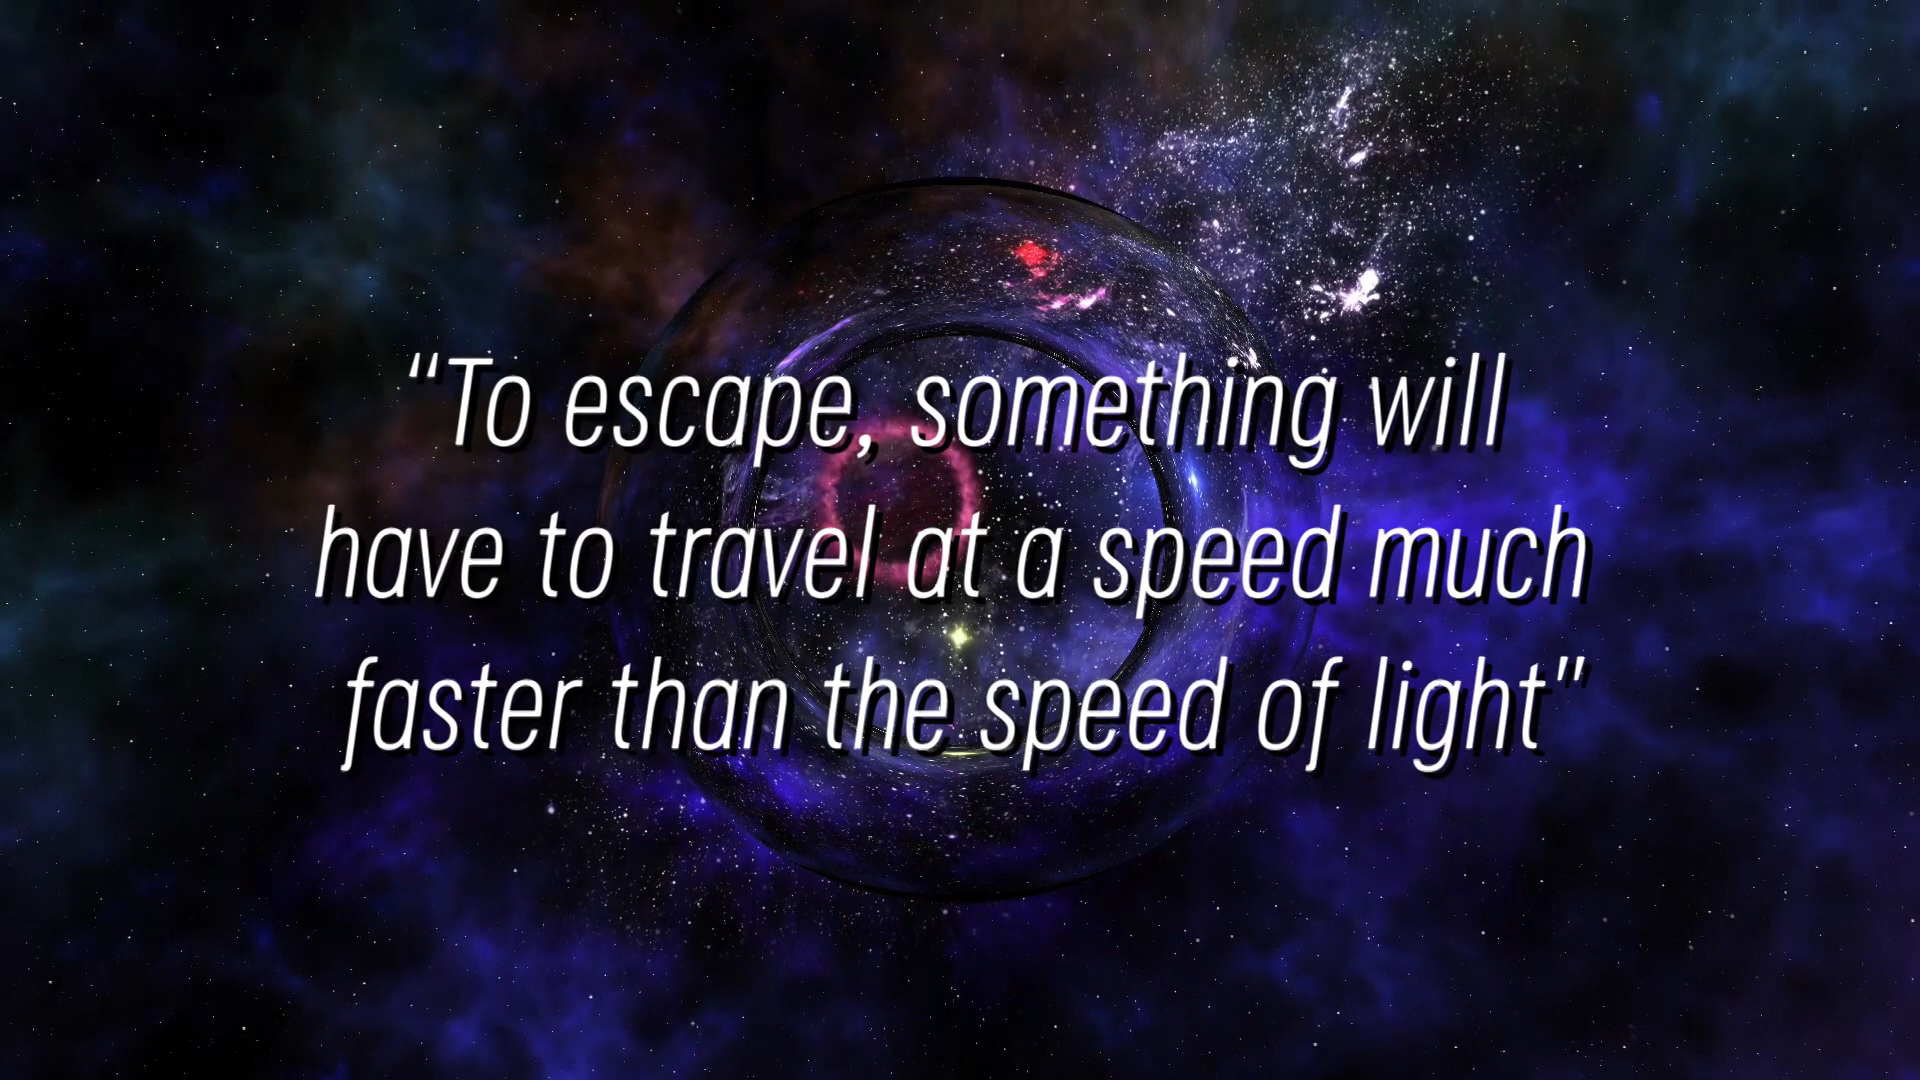 “To escape, something will
have to travel at a speed much
faster than the speed of light”